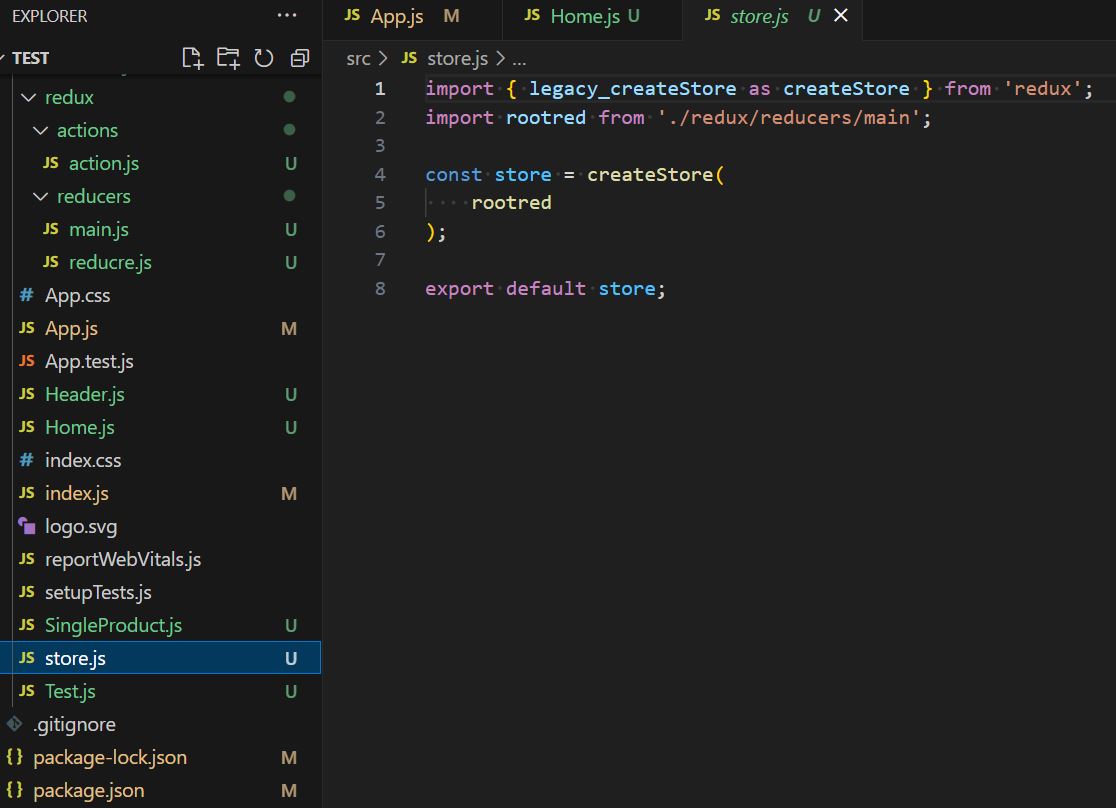 EXPLORER ...
TEST
redux
actions
JS action.js U
reducers
JS main.js U
JS reducre.js U
# App.css
JS App.js M
JS App.test.js
JS Header.js U
JS Home.js U
# index.css
JS index.js M
logo.svg
JS reportWebVitals.js
JS setupTests.js
JS SingleProduct.js U
JS store.js U
JS Test.js U
.gitignore
{} package-lock.json M
{} package.json M
JS App.js M JS Home.js U JS store.js U ×
src > JS store.js > ...
1 import { legacy_createStore as createStore } from 'redux';
2 import rootred from './redux/reducers/main';
3
4 const store = createStore(
5 rootred
6 );
7
8 export default store;